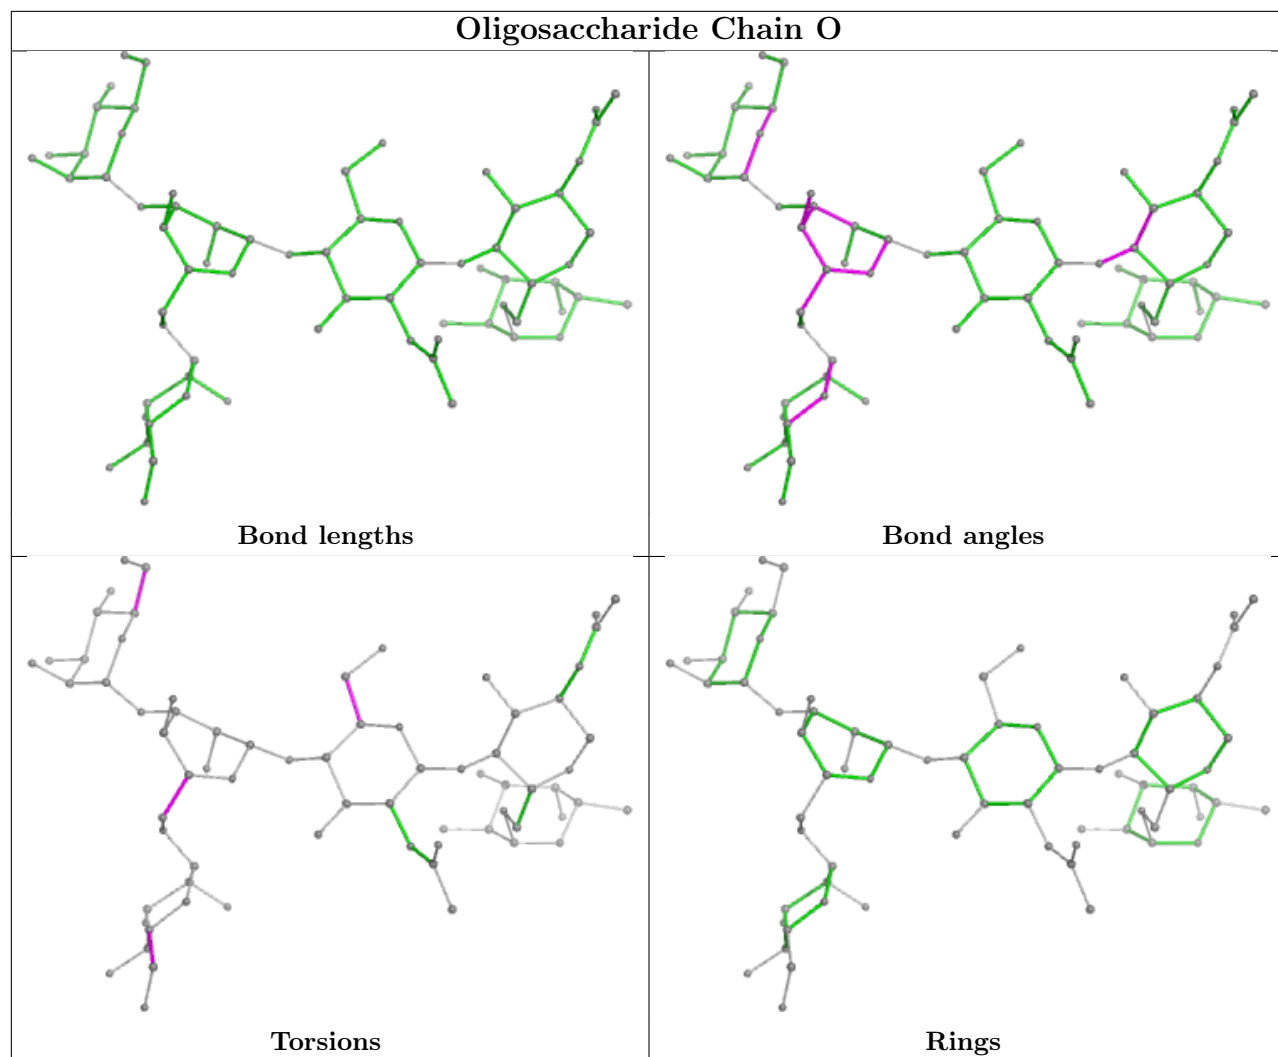 Oligosaccharide Chain O
Bond lengths
Bond angles
Torsions
Rings